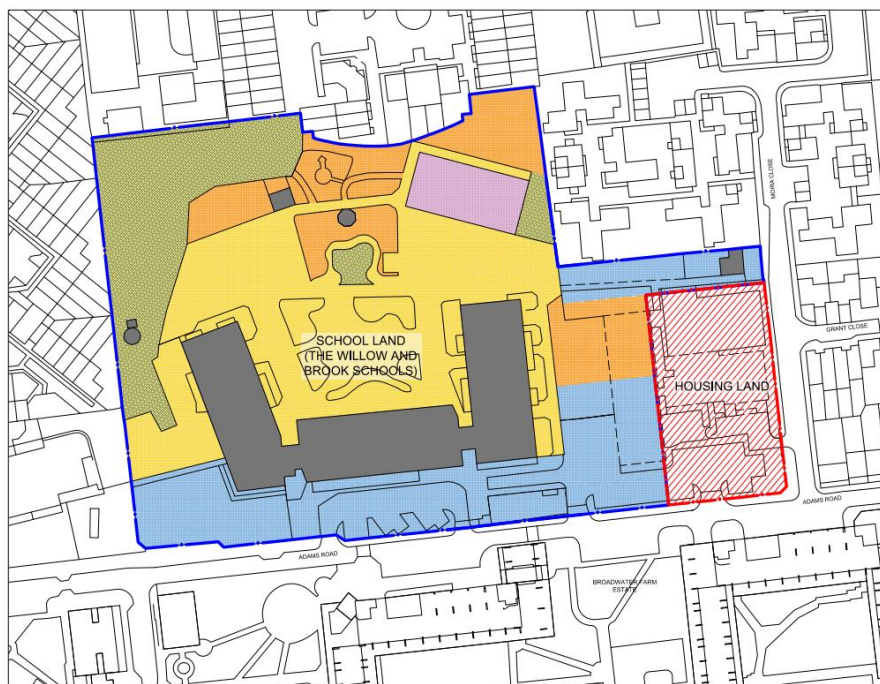 MOIRA CLOSE
GRANT CLOSE
SCHOOL LAND
(THE WILLOW AND
BROOK SCHOOLS)
HOUSING LAND
ADAMS ROAD
ADAMS ROAD
BROADWATER FARM
ESTATE